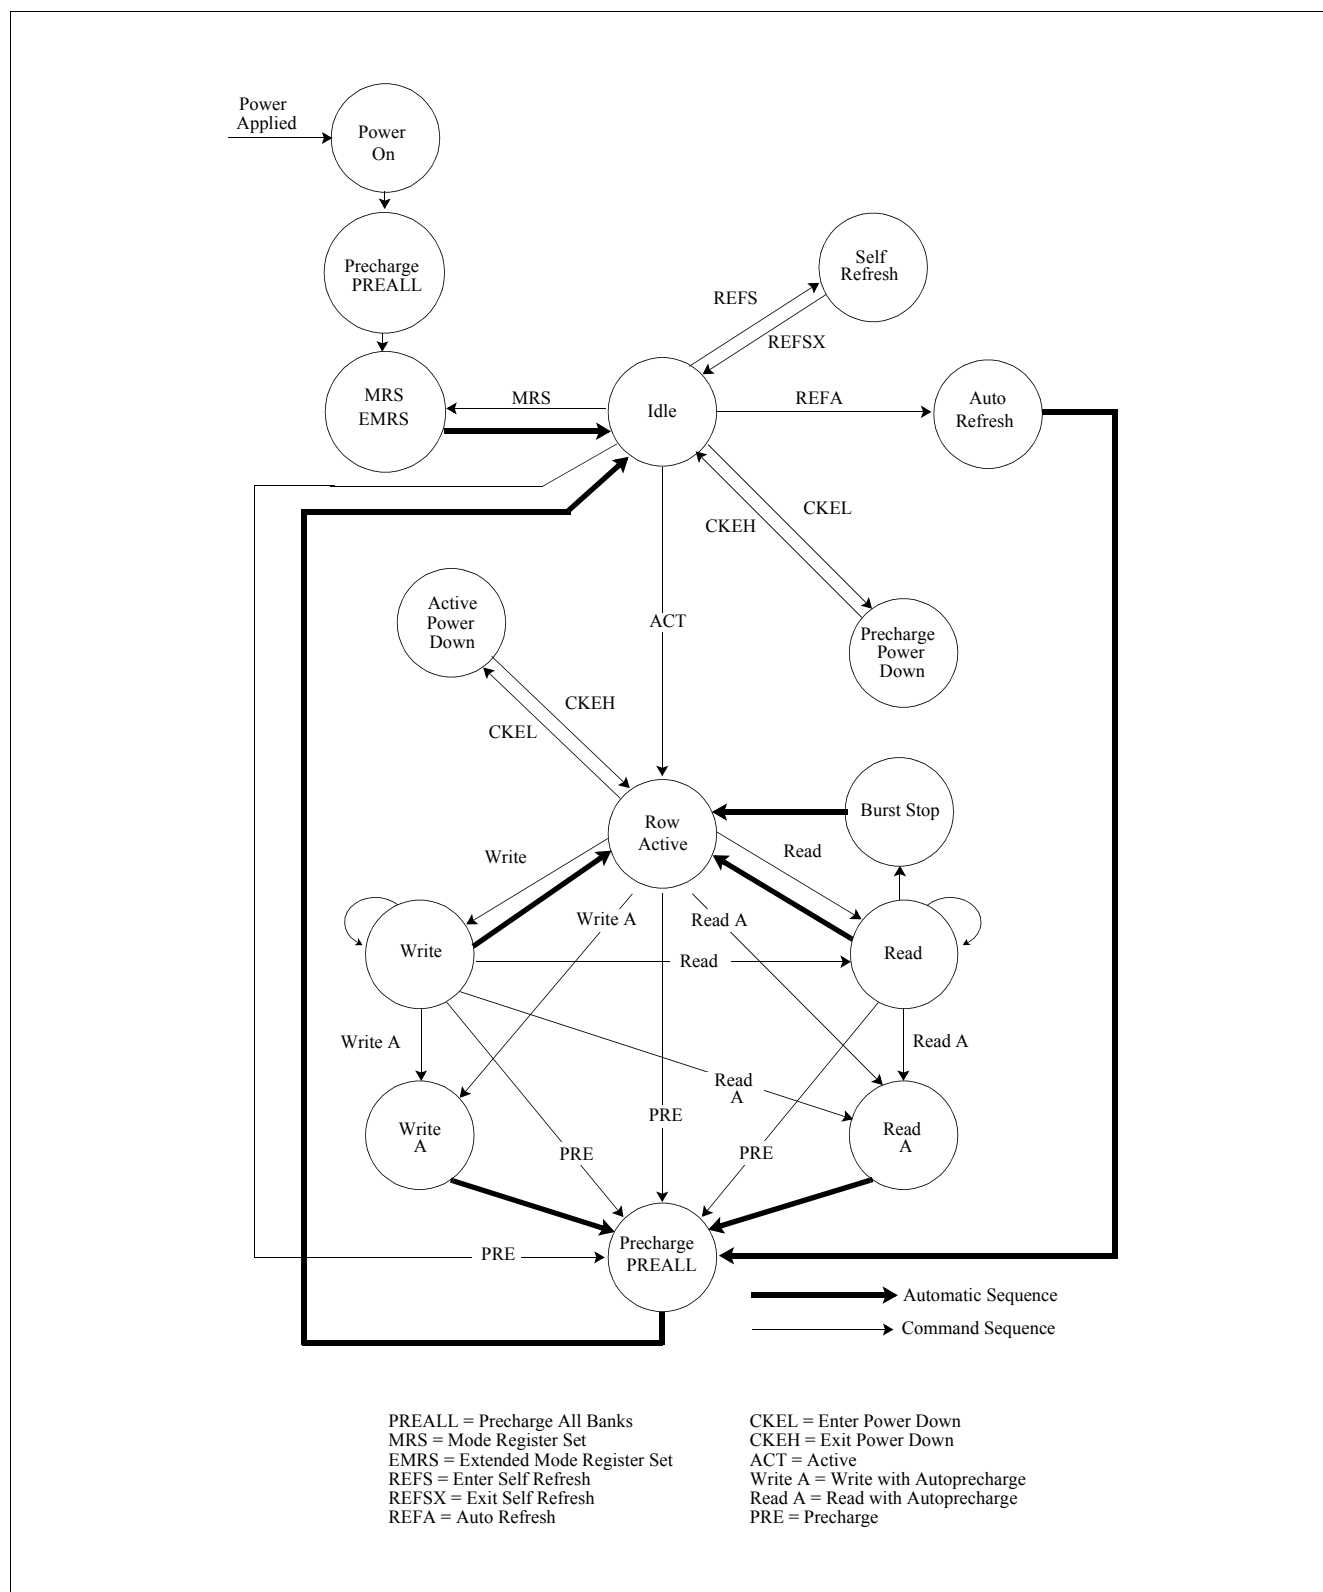 Power
Applied
Power
On
Precharge
PREALL
Self
Refresh
REFS
REFSX
MRS
EMRS
MRS
Idle
REFA
Auto
Refresh
CKEL
CKEH
Active
Power
Down
ACT
Precharge
Power
Down
CKEH
CKEL
Row
Active
Burst Stop
Write
Read
Write A
Read A
Write
Read
Read
Write A
Read A
Read
A
Write
A
PRE
Read
A
PRE
PRE
Precharge
PREALL
PRE
Automatic Sequence
Command Sequence
PREALL = Precharge All Banks
MRS = Mode Register Set
EMRS = Extended Mode Register Set
REFS = Enter Self Refresh
REFSX = Exit Self Refresh
REFA = Auto Refresh
CKEL = Enter Power Down
CKEH = Exit Power Down
ACT = Active
Write A = Write with Autoprecharge
Read A = Read with Autoprecharge
PRE = Precharge